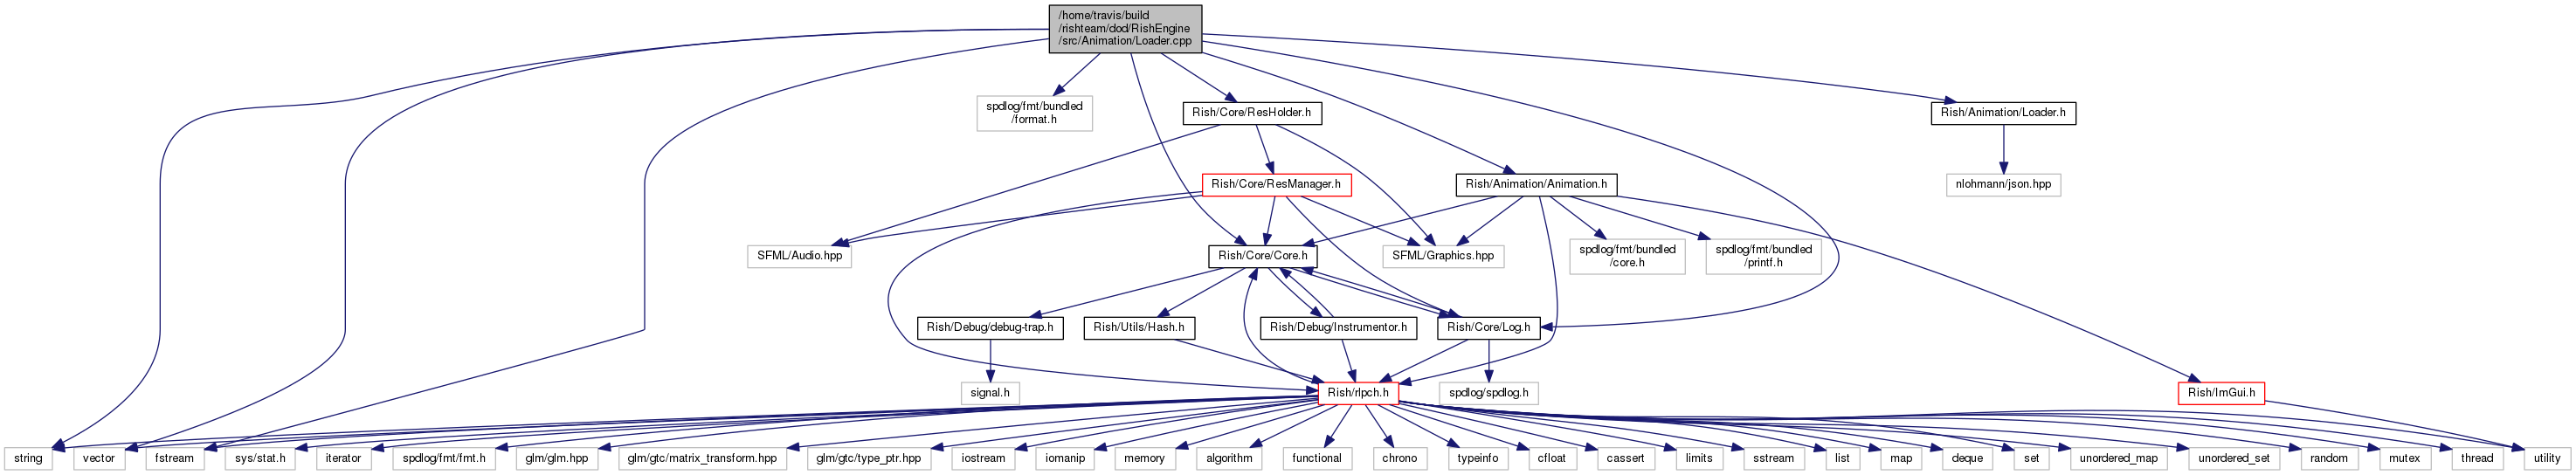 /home/travis/build
/rishteam/dod/RishEngine
/src/Animation/Loader.cpp
spdlog/fmt/bundled
/format.h
Rish/Core/ResHolder.h
Rish/Animation/Loader.h
Rish/Core/ResManager.h
Rish/Animation/Animation.h
nlohmann/json.hpp
SFML/Audio.hpp
Rish/Core/Core.h
SFML/Graphics.hpp
spdlog/fmt/bundled
/core.h
spdlog/fmt/bundled
/printf.h
Rish/Debug/debug-trap.h
Rish/Utils/Hash.h
Rish/Debug/Instrumentor.h
Rish/Core/Log.h
signal.h
Rish/rlpch.h
spdlog/spdlog.h
Rish/ImGui.h
string
vector
fstream
sys/stat.h
iterator
spdlog/fmt/fmt.h
glm/glm.hpp
glm/gtc/matrix_transform.hpp
glm/gtc/type_ptr.hpp
iostream
iomanip
memory
algorithm
functional
chrono
typeinfo
cfloat
cassert
limits
sstream
list
map
deque
set
unordered_map
unordered_set
random
mutex
thread
utility